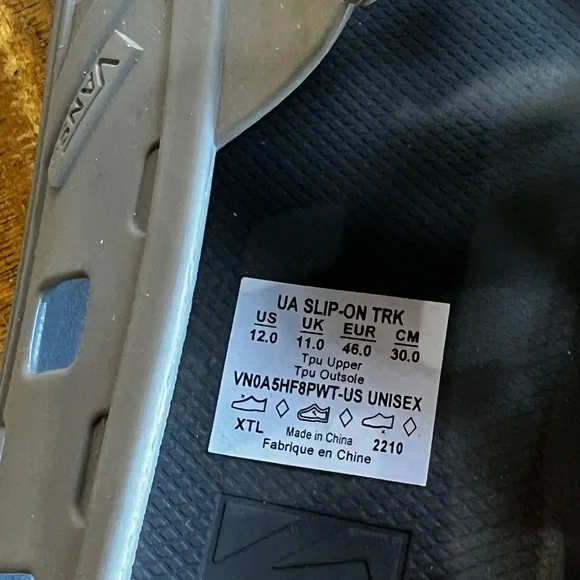 VANS
UA SLIP-ON TRK
US UK EUR CM
12.0 11.0 46.0 30.0
Tpu Upper
Tpu Outsole
VN0A5HF8PWT-US UNISEX
XTL Made in China 2210
Fabriqué en Chine